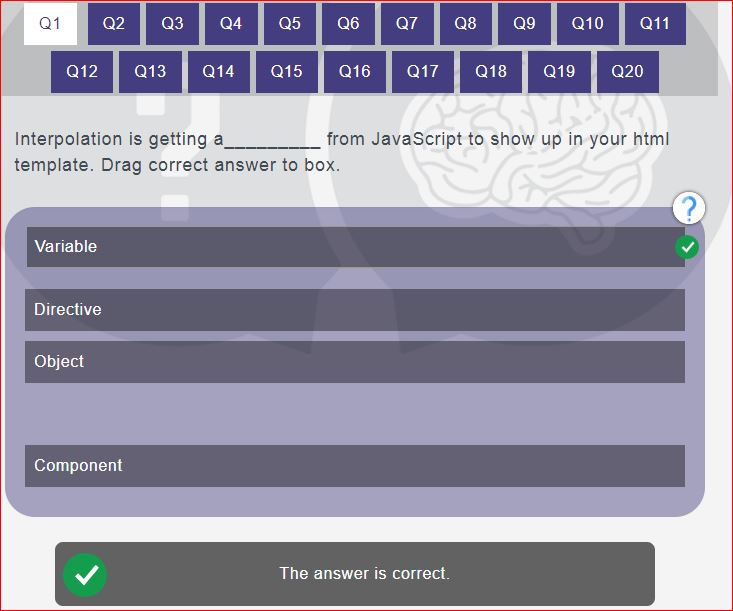 Q1 Q2 Q3 Q4 Q5 Q6 Q7 Q8 Q9 Q10 Q11
Q12 Q13 Q14 Q15 Q16 Q17 Q18 Q19 Q20
Interpolation is getting a_________ from JavaScript to show up in your html
template. Drag correct answer to box.
?
Variable
Directive
Object
Component
The answer is correct.